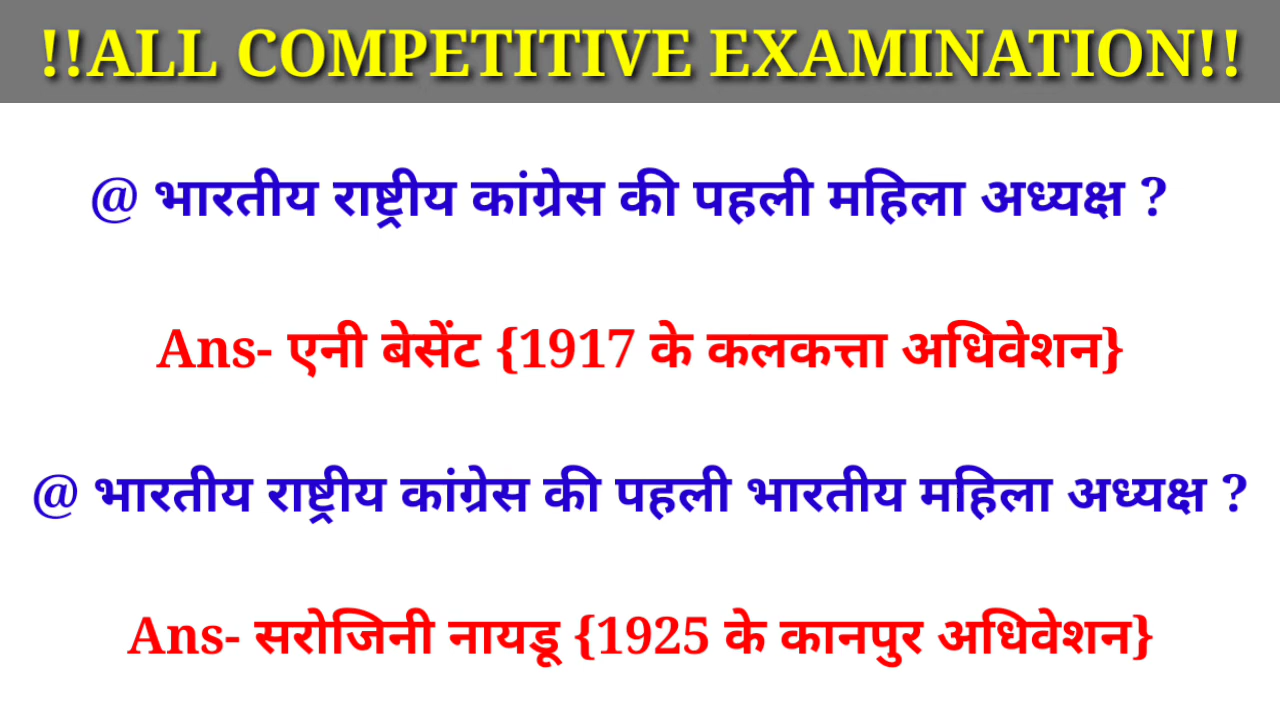 !!ALL COMPETITIVE EXAMINATION!!
@ भारतीय राष्ट्रीय कांग्रेस की पहली महिला अध्यक्ष ?
Ans- एनी बेसेंट {1917 के कलकत्ता अधिवेशन}
@ भारतीय राष्ट्रीय कांग्रेस की पहली भारतीय महिला अध्यक्ष ?
Ans- सरोजिनी नायडू {1925 के कानपुर अधिवेशन}